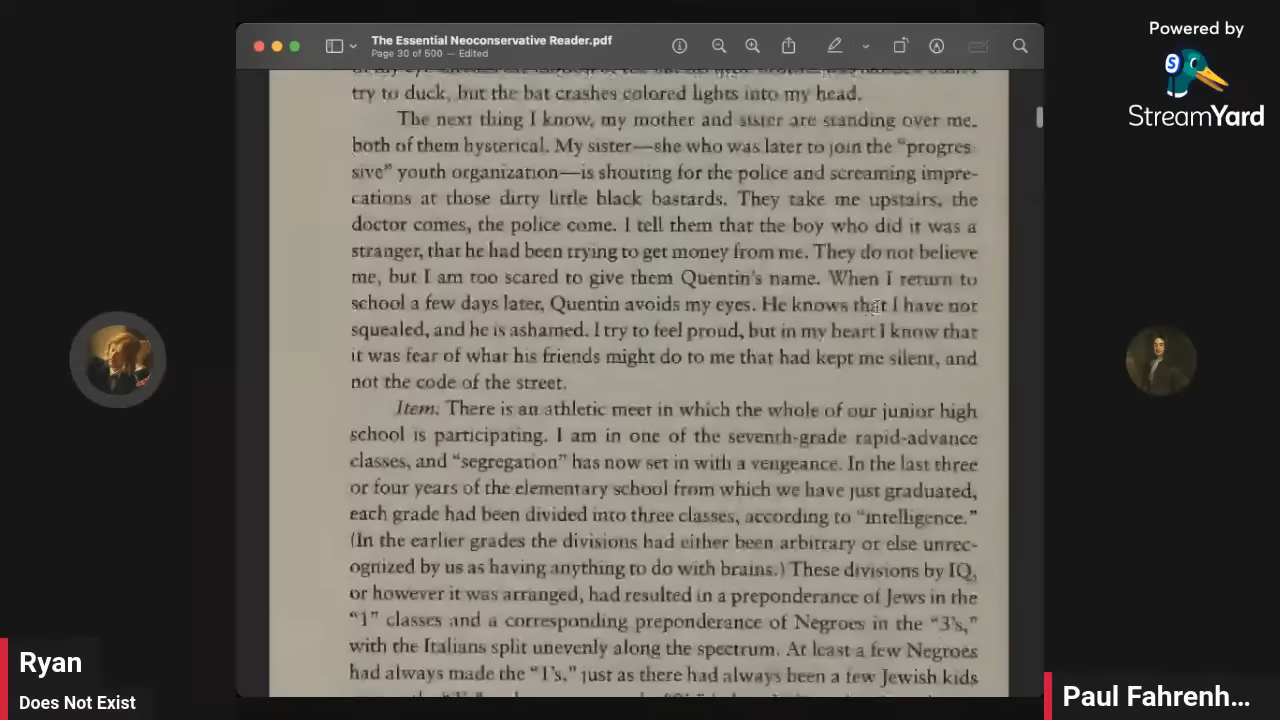 The Essential Neoconservative Reader.pdf
Page 30 of 500 — Edited
try to duck, but the bat crashes colored lights into my head.
The next thing I know, my mother and sister are standing over me.
both of them hysterical. My sister—she who was later to join the “progres
sive” youth organization—is shouting for the police and screaming impre-
cations at those dirty little black bastards. They take me upstairs, the
doctor comes, the police come. I tell them that the boy who did it was a
stranger, that he had been trying to get money from me. They do not believe
me, but I am too scared to give them Quentin’s name. When I return to
school a few days later, Quentin avoids my eyes. He knows that I have not
squealed, and he is ashamed. I try to feel proud, but in my heart I know that
it was fear of what his friends might do to me that had kept me silent, and
not the code of the street.
Item: There is an athletic meet in which the whole of our junior high
school is participating. I am in one of the seventh-grade rapid-advance
classes, and “segregation” has now set in with a vengeance. In the last three
or four years of the elementary school from which we have just graduated,
each grade had been divided into three classes, according to “intelligence.”
(In the earlier grades the divisions had either been arbitrary or else unrec-
ognized by us as having anything to do with brains.) These divisions by IQ,
or however it was arranged, had resulted in a preponderance of Jews in the
“1” classes and a corresponding preponderance of Negroes in the “3’s,”
with the Italians split unevenly along the spectrum. At least a few Negroes
had always made the “1’s,” just as there had always been a few Jewish kids
Powered by
StreamYard
Ryan
Does Not Exist
Paul Fahrenh...